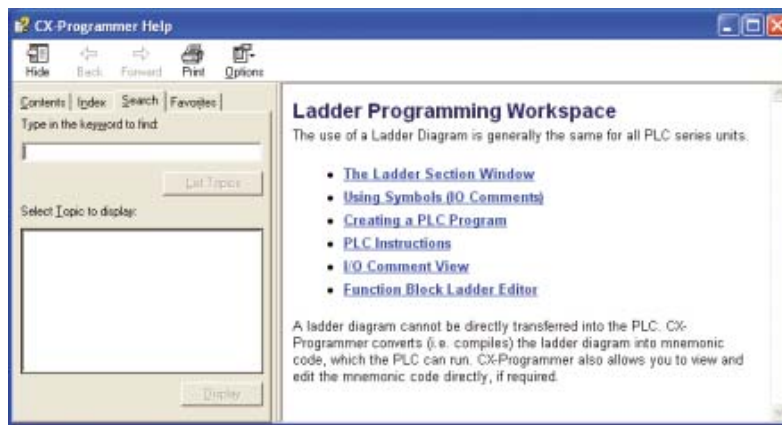 CX-Programmer Help
Hide Back Forward Print Options
Contents Index Search Favorites
Type in the keyword to find:
List Topics
Select Topic to display:
Display
Ladder Programming Workspace
The use of a Ladder Diagram is generally the same for all PLC series units.
• The Ladder Section Window
• Using Symbols (IO Comments)
• Creating a PLC Program
• PLC Instructions
• I/O Comment View
• Function Block Ladder Editor
A ladder diagram cannot be directly transferred into the PLC. CX-
Programmer converts (i.e. compiles) the ladder diagram into mnemonic
code, which the PLC can run. CX-Programmer also allows you to view and
edit the mnemonic code directly, if required.